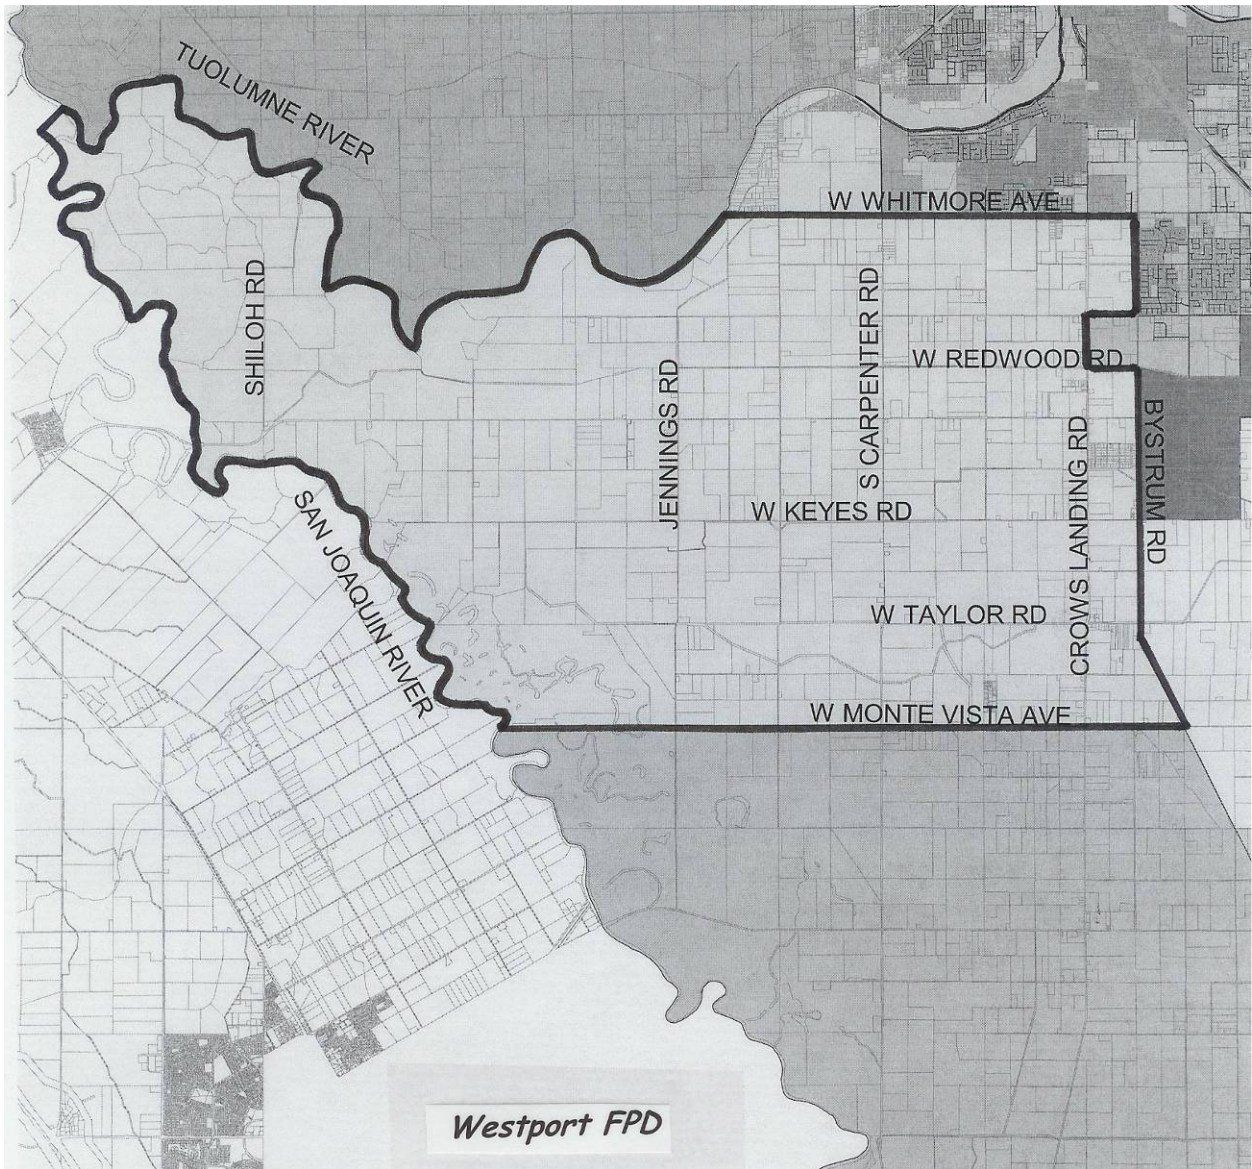 TUOLUMNE RIVER
W WHITMORE AVE
SHILOH RD
S CARPENTER RD
W REDWOOD RD
JENNINGS RD
BYSTRUM RD
CROWS LANDING RD
W KEYES RD
SAN JOAQUIN RIVER
W TAYLOR RD
W MONTE VISTA AVE
Westport FPD